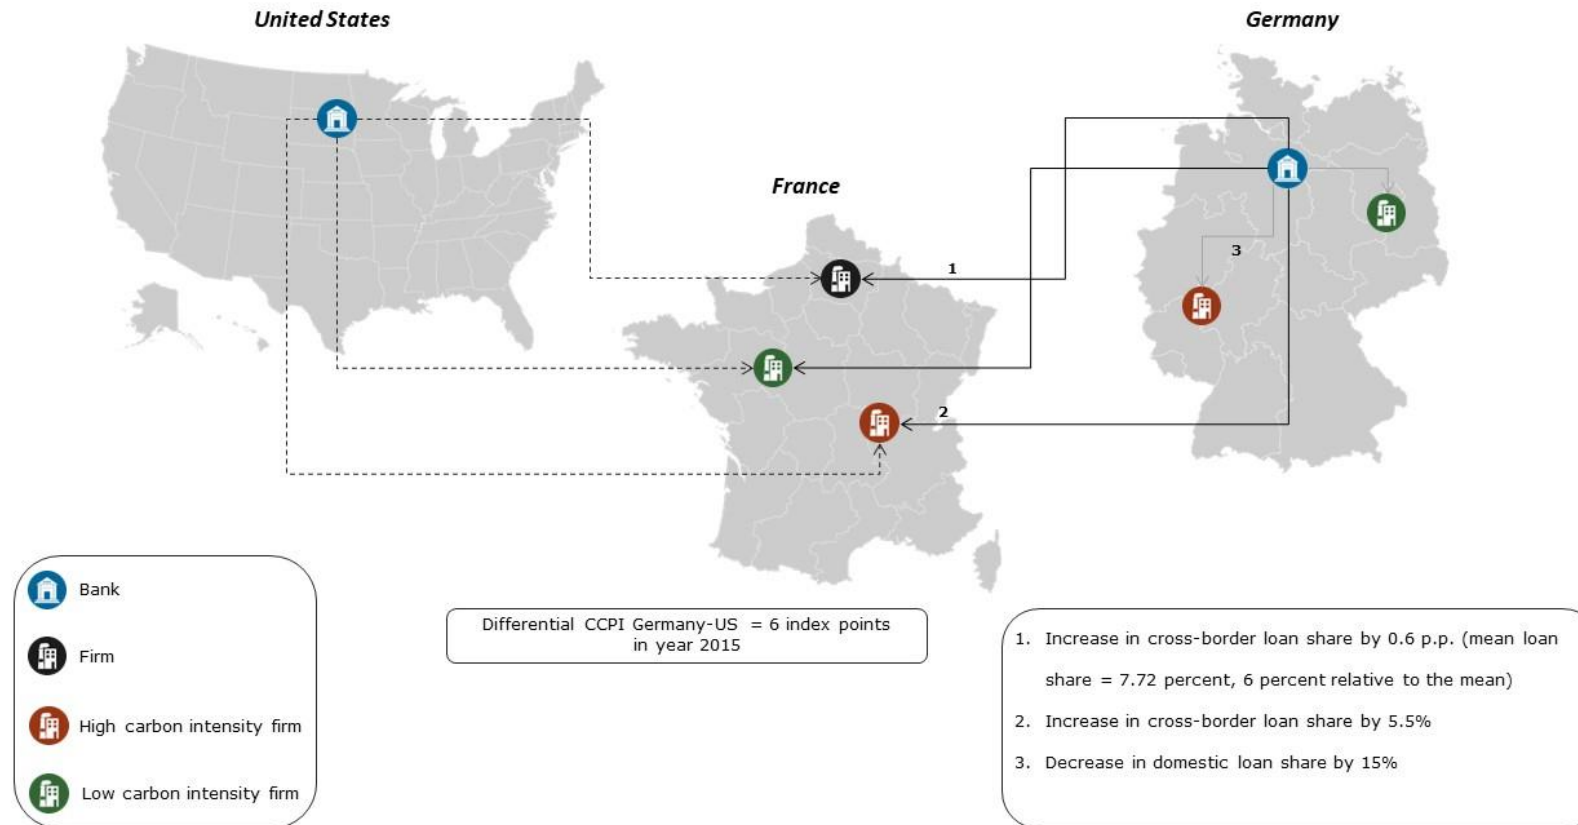 United States
Germany
France
1
3
2
Bank
Firm
High carbon intensity firm
Low carbon intensity firm
Differential CCPI Germany-US = 6 index points
in year 2015
1. Increase in cross-border loan share by 0.6 p.p. (mean loan
share = 7.72 percent, 6 percent relative to the mean)
2. Increase in cross-border loan share by 5.5%
3. Decrease in domestic loan share by 15%